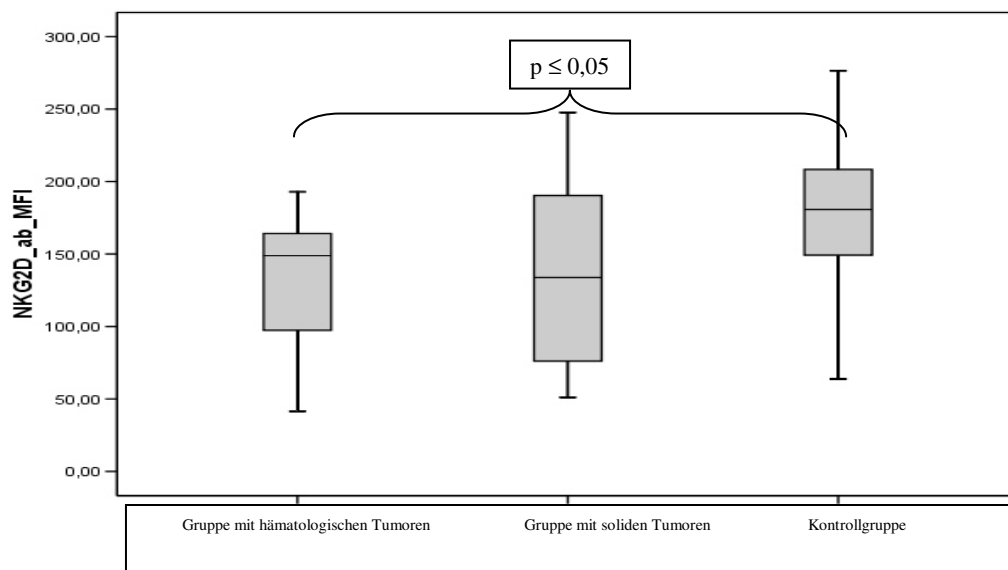 300,00
p ≤ 0,05
250,00
200,00
150,00
100,00
50,00
0,00
NKG2D_ab_MFI
Gruppe mit hämatologischen Tumoren Gruppe mit soliden Tumoren Kontrollgruppe